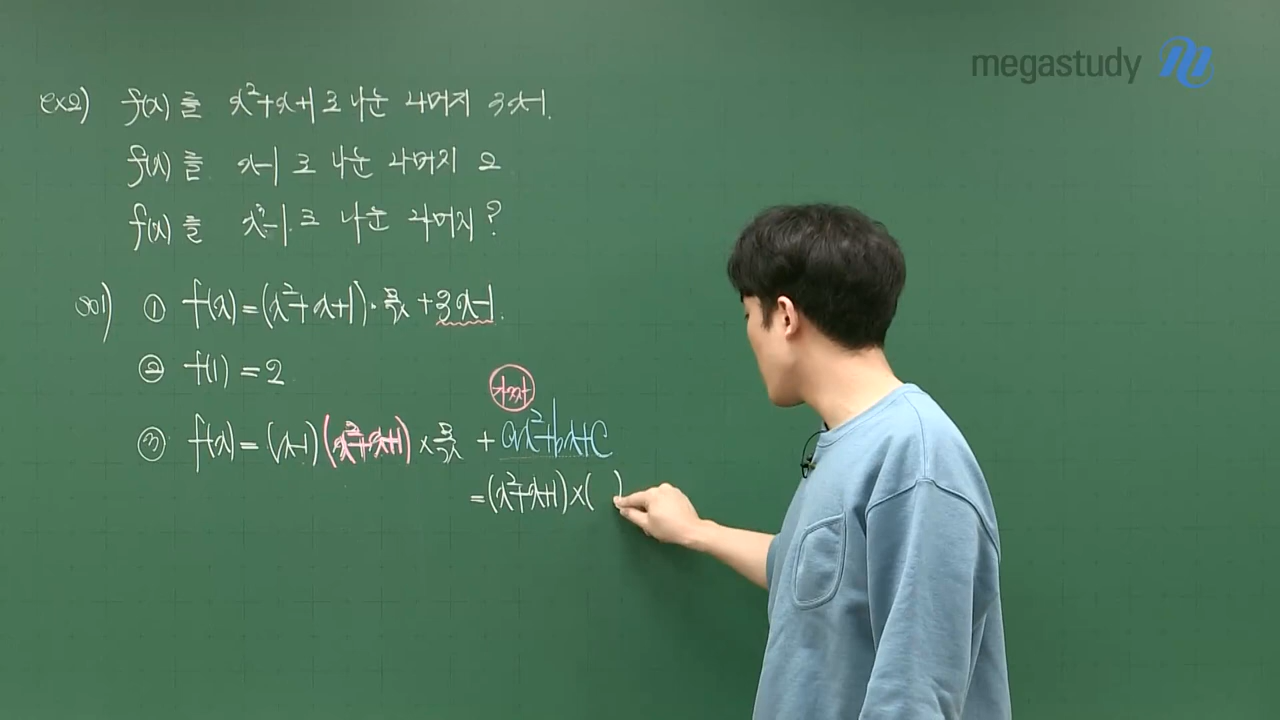 megastudy
ex2) f(x)를 x²+x+1로 나눈 나머지 3x-1.
f(x)를 x-1로 나눈 나머지 2
f(x)를 x³-1로 나눈 나머지?
sol) ① f(x)=(x²+x+1)·몫+3x-1.
② f(1)=2
③ f(x)=(x-1)(x²+x+1)×몫+ax²+bx+c
=(x²+x+1)×( )